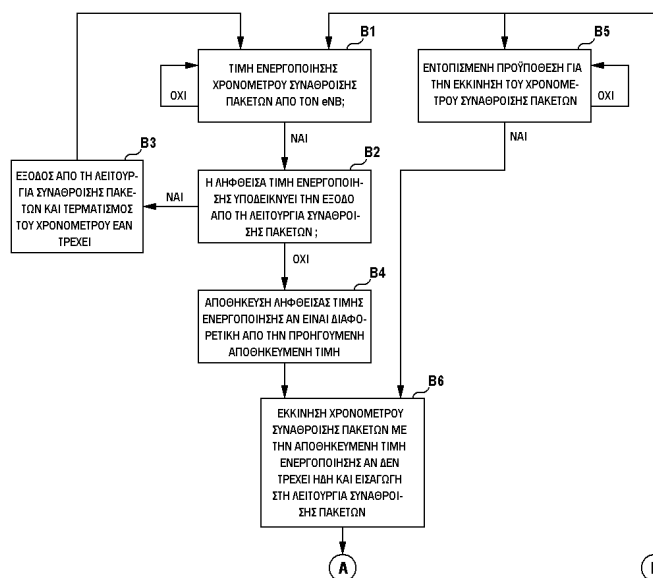 B1
ΤΙΜΗ ΕΝΕΡΓΟΠΟΙΗΣΗΣ
ΧΡΟΝΟΜΕΤΡΟΥ ΣΥΝΑΘΡΟΙΣΗΣ
ΠΑΚΕΤΩΝ ΑΠΟ ΤΟΝ eNB;
ΟΧΙ
ΝΑΙ
B5
ΕΝΤΟΠΙΣΜΕΝΗ ΠΡΟΫΠΟΘΕΣΗ ΓΙΑ
ΤΗΝ ΕΚΚΙΝΗΣΗ ΤΟΥ ΧΡΟΝΟΜΕ-
ΤΡΟΥ ΣΥΝΑΘΡΟΙΣΗΣ ΠΑΚΕΤΩΝ
ΟΧΙ
ΝΑΙ
B3
ΕΞΟΔΟΣ ΑΠΟ ΤΗ ΛΕΙΤΟΥΡ-
ΓΙΑ ΣΥΝΑΘΡΟΙΣΗΣ ΠΑΚΕ-
ΤΩΝ ΚΑΙ ΤΕΡΜΑΤΙΣΜΟΣ
ΤΟΥ ΧΡΟΝΟΜΕΤΡΟΥ ΕΑΝ
ΤΡΕΧΕΙ
ΝΑΙ
B2
Η ΛΗΦΘΕΙΣΑ ΤΙΜΗ ΕΝΕΡΓΟΠΟΙΗ-
ΣΗΣ ΥΠΟΔΕΙΚΝΥΕΙ ΤΗΝ ΕΞΟΔΟ
ΑΠΟ ΤΗ ΛΕΙΤΟΥΡΓΙΑ ΣΥΝΑΘΡΟΙ-
ΣΗΣ ΠΑΚΕΤΩΝ ;
ΟΧΙ
B4
ΑΠΟΘΗΚΕΥΣΗ ΛΗΦΘΕΙΣΑΣ ΤΙΜΗΣ
ΕΝΕΡΓΟΠΟΙΗΣΗΣ ΑΝ ΕΙΝΑΙ ΔΙΑΦΟ-
ΡΕΤΙΚΗ ΑΠΟ ΤΗΝ ΠΡΟΗΓΟΥΜΕΝΗ
ΑΠΟΘΗΚΕΥΜΕΝΗ ΤΙΜΗ
B6
ΕΚΚΙΝΗΣΗ ΧΡΟΝΟΜΕΤΡΟΥ
ΣΥΝΑΘΡΟΙΣΗΣ ΠΑΚΕΤΩΝ ΜΕ
ΤΗΝ ΑΠΟΘΗΚΕΥΜΕΝΗ ΤΙΜΗ
ΕΝΕΡΓΟΠΟΙΗΣΗΣ ΑΝ ΔΕΝ
ΤΡΕΧΕΙ ΗΔΗ ΚΑΙ ΕΙΣΑΓΩΓΗ
ΣΤΗ ΛΕΙΤΟΥΡΓΙΑ ΣΥΝΑΘΡΟΙ-
ΣΗΣ ΠΑΚΕΤΩΝ
A